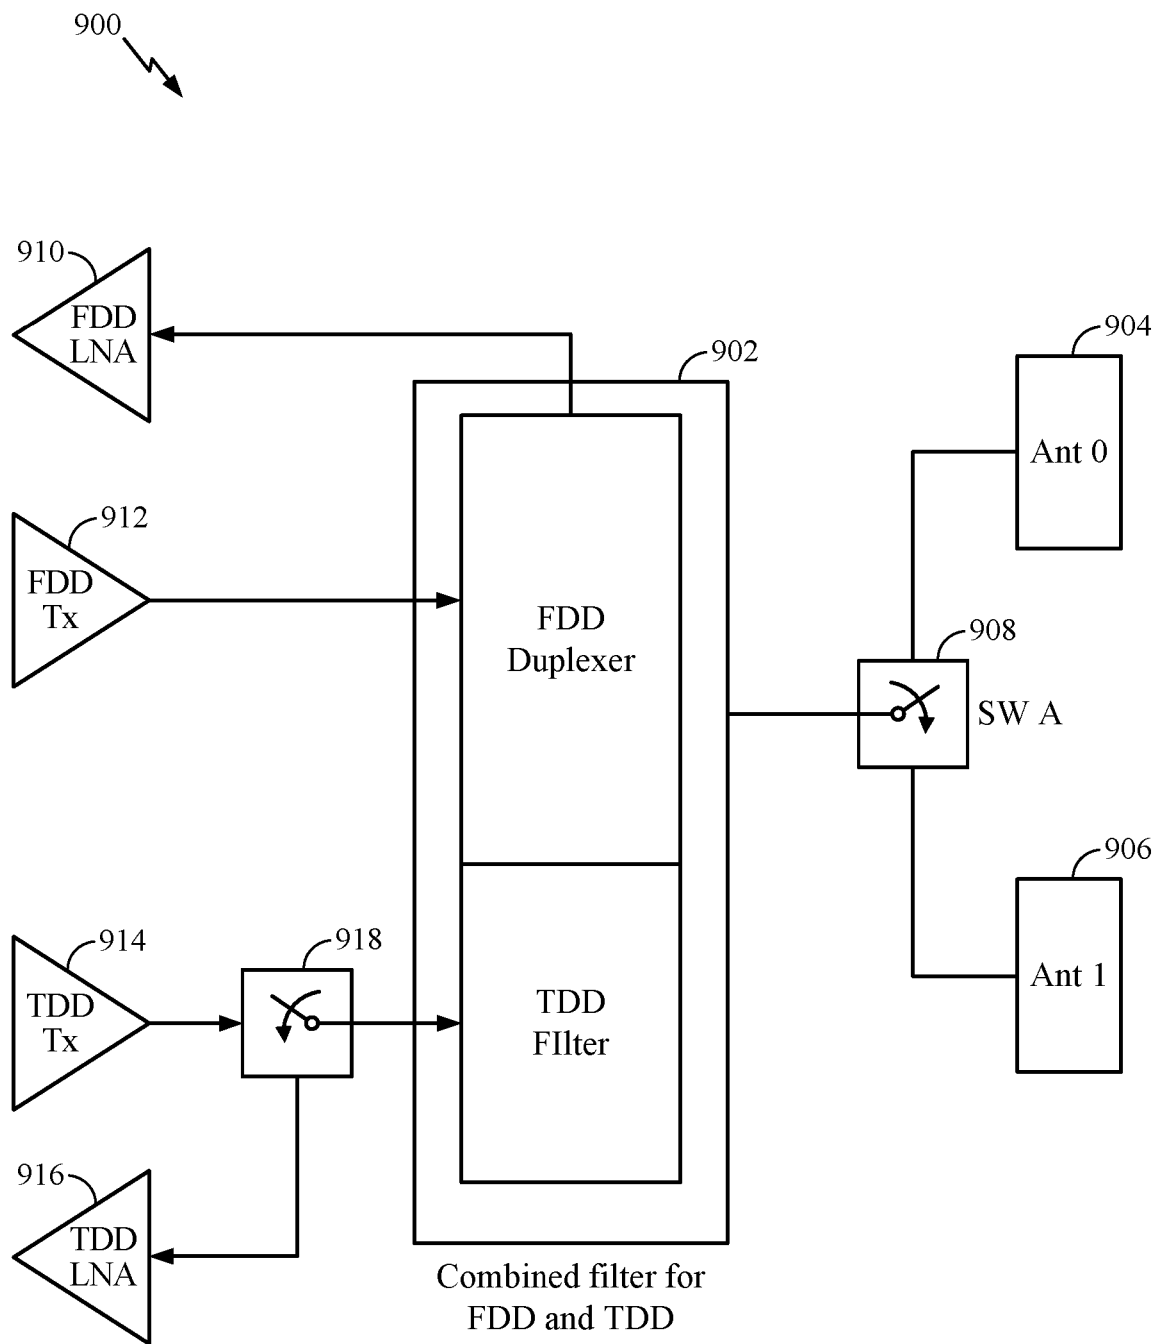 900
910
FDD
LNA
902
904
Ant 0
912
FDD
Tx
FDD
Duplexer
908
SW A
906
Ant 1
914
TDD
Tx
918
TDD
FIlter
916
TDD
LNA
Combined filter for
FDD and TDD